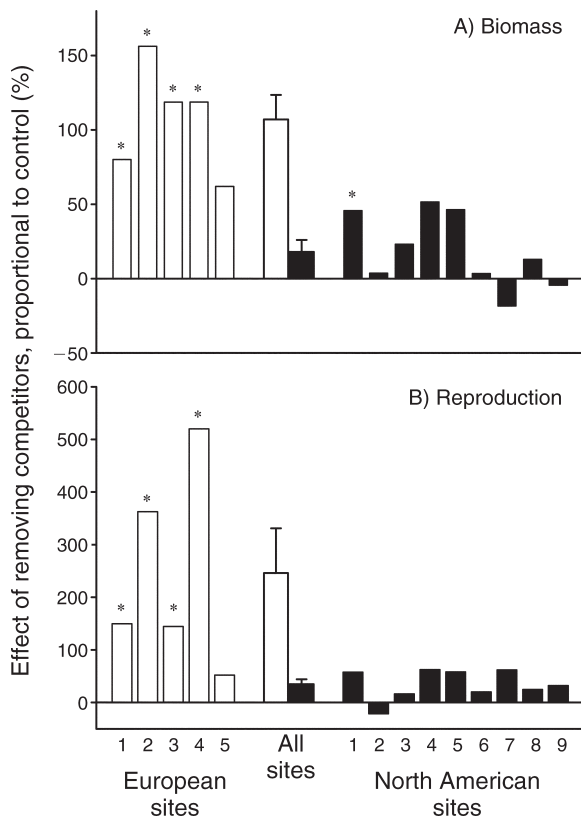 Effect of removing competitors, proportional to control (%)
A) Biomass
150
100
50
0
−50
* * * * *
B) Reproduction
600
500
400
300
200
100
0
* * * *
1 2 3 4 5 All 1 2 3 4 5 6 7 8 9
sites
European North American
sites sites